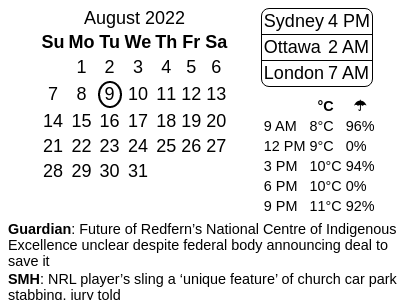 August 2022
Su Mo Tu We Th Fr Sa
1 2 3 4 5 6
7 8 9 10 11 12 13
14 15 16 17 18 19 20
21 22 23 24 25 26 27
28 29 30 31
Sydney 4 PM
Ottawa 2 AM
London 7 AM
°C ☂
9 AM 8°C 96%
12 PM 9°C 0%
3 PM 10°C 94%
6 PM 10°C 0%
9 PM 11°C 92%
Guardian: Future of Redfern’s National Centre of Indigenous
Excellence unclear despite federal body announcing deal to
save it
SMH: NRL player’s sling a ‘unique feature’ of church car park
stabbing, jury told